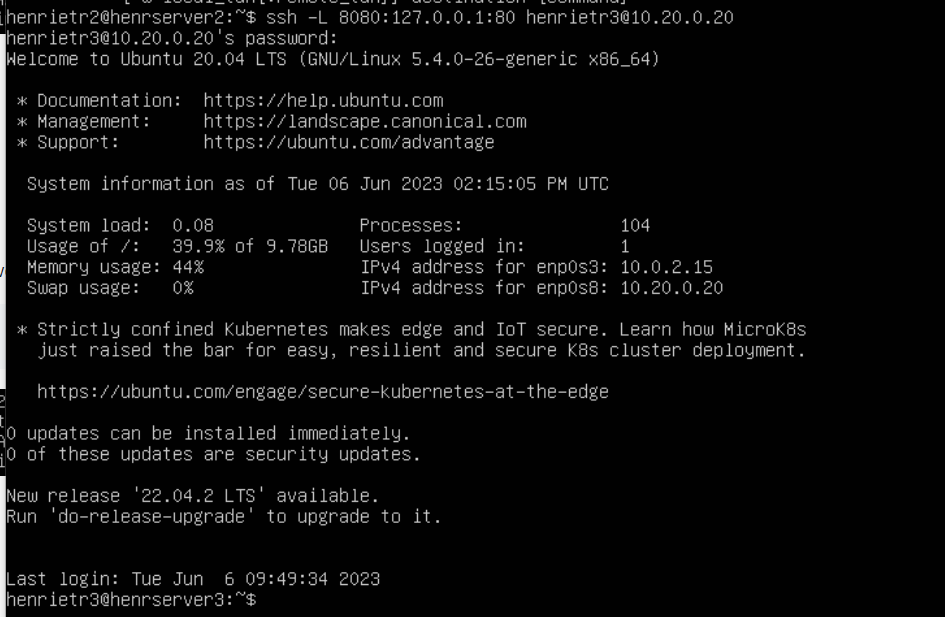 henrietr2@henrserver2:~$ ssh -L 8080:127.0.0.1:80 henrietr3@10.20.0.20
henrietr3@10.20.0.20's password:
Welcome to Ubuntu 20.04 LTS (GNU/Linux 5.4.0-26-generic x86_64)
* Documentation:  https://help.ubuntu.com
* Management:     https://landscape.canonical.com
* Support:        https://ubuntu.com/advantage
System information as of Tue 06 Jun 2023 02:15:05 PM UTC
System load:  0.08               Processes:               104
Usage of /:   39.9% of 9.78GB   Users logged in:         1
Memory usage: 44%               IPv4 address for enp0s3: 10.0.2.15
Swap usage:   0%                IPv4 address for enp0s8: 10.20.0.20
* Strictly confined Kubernetes makes edge and IoT secure. Learn how MicroK8s
just raised the bar for easy, resilient and secure K8s cluster deployment.
https://ubuntu.com/engage/secure-kubernetes-at-the-edge
0 updates can be installed immediately.
0 of these updates are security updates.
New release '22.04.2 LTS' available.
Run 'do-release-upgrade' to upgrade to it.
Last login: Tue Jun  6 09:49:34 2023
henrietr3@henrserver3:~$